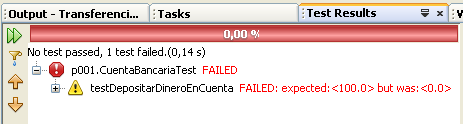 Output - Transferenci...
Tasks
Test Results
0,00 %
No test passed, 1 test failed.(0,14 s)
p001.CuentaBancariaTest FAILED
testDepositarDineroEnCuenta FAILED: expected:<100.0> but was:<0.0>